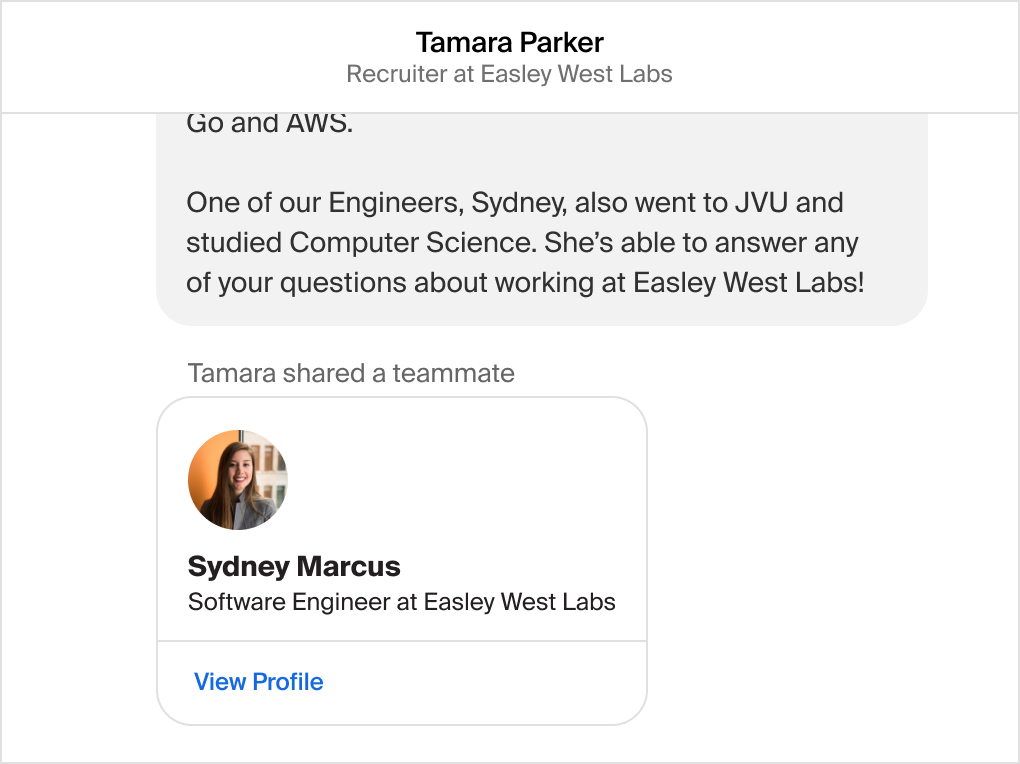 Tamara Parker
Recruiter at Easley West Labs
Go and AWS.
One of our Engineers, Sydney, also went to JVU and
studied Computer Science. She’s able to answer any
of your questions about working at Easley West Labs!
Tamara shared a teammate
Sydney Marcus
Software Engineer at Easley West Labs
View Profile